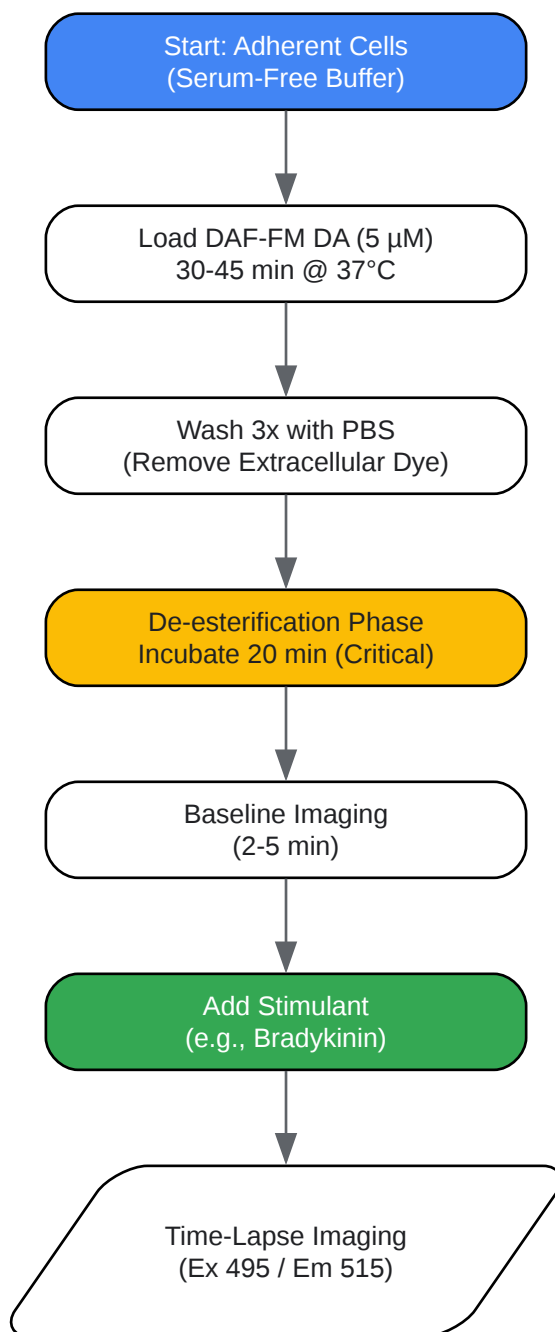 Start: Adherent Cells
(Serum-Free Buffer)
Load DAF-FM DA (5 µM)
30-45 min @ 37°C
Wash 3x with PBS
(Remove Extracellular Dye)
De-esterification Phase
Incubate 20 min (Critical)
Baseline Imaging
(2-5 min)
Add Stimulant
(e.g., Bradykinin)
Time-Lapse Imaging
(Ex 495 / Em 515)